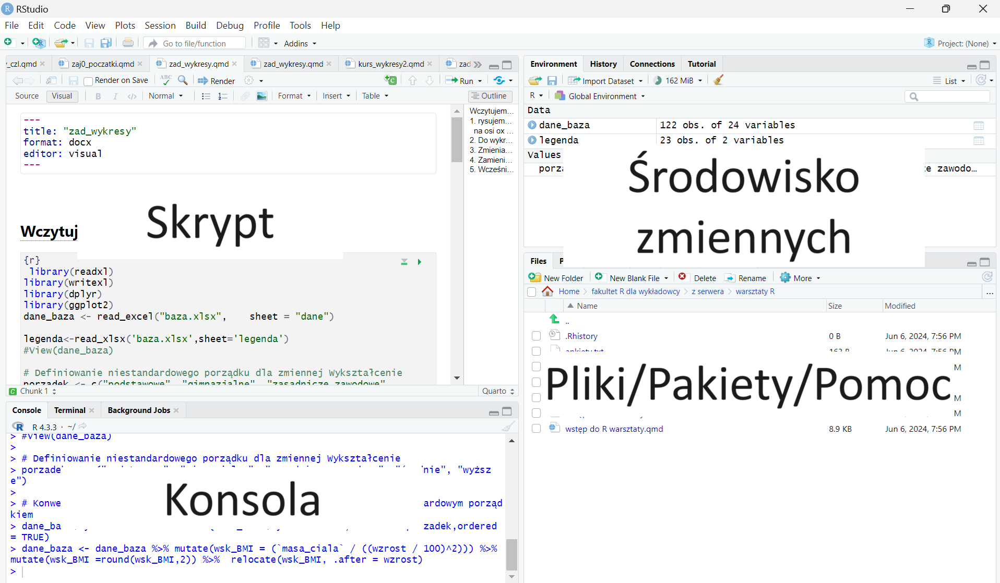 RStudio
File Edit Code View Plots Session Build Debug Profile Tools Help
Go to file/function Addins Project: (None)
_czl.qmd zaj0_poczatki.qmd zad_wykresy.qmd zad_wykresy.qmd kurs_wykresy2.qmd zad
Render on Save ABC Render Run
Source Visual B I </> Normal Format Insert Table Outline
---
title: "zad_wykresy"
format: docx
editor: visual
---
Skrypt
Wczytuj
{r}
library(readxl)
library(writexl)
library(dplyr)
library(ggplot2)
dane_baza <- read_excel("baza.xlsx", sheet = "dane")
legenda<-read_xlsx('baza.xlsx',sheet='legenda')
#View(dane_baza)
# Definiowanie niestandardowego porządku dla zmiennej Wykształcenie
porzadek <- c("podstawowe", "gimnazjalne", "zasadnicze zawodowe",
Wczytujem...
1. rysujem...
na osi ox ...
2. Do wykr...
3. Zmienia...
4. Zamieni...
5. Wcześni...
Chunk 1 Quarto
Console Terminal Background Jobs
R 4.3.3 · ~/
> #View(dane_baza)
>
> # Definiowanie niestandardowego porządku dla zmiennej Wykształcenie
> porzade nie", "wyższ
e")
>
> # Konwe ardowym porząd
kiem
> dane_ba zadek,ordered
= TRUE)
> dane_baza <- dane_baza %>% mutate(wsk_BMI = (`masa_ciala` / ((wzrost / 100)^2))) %>%
mutate(wsk_BMI =round(wsk_BMI,2)) %>% relocate(wsk_BMI, .after = wzrost)
>
Konsola
Environment History Connections Tutorial
Import Dataset 162 MiB List
R Global Environment
Data
dane_baza 122 obs. of 24 variables
legenda 23 obs. of 2 variables
Values
porz e zawodo...
Środowisko
zmiennych
Files P
New Folder New Blank File Delete Rename More
Home fakultet R dla wykładowcy z serwera warsztaty R ...
Name Size Modified
..
.Rhistory 0 B Jun 6, 2024, 7:56 PM
ankiety.txt 163 B Jun 6, 2024, 7:56 PM
M
Pliki/Pakiety/Pomoc
M
M
wstęp do R warsztaty.qmd 8.9 KB Jun 6, 2024, 7:56 PM